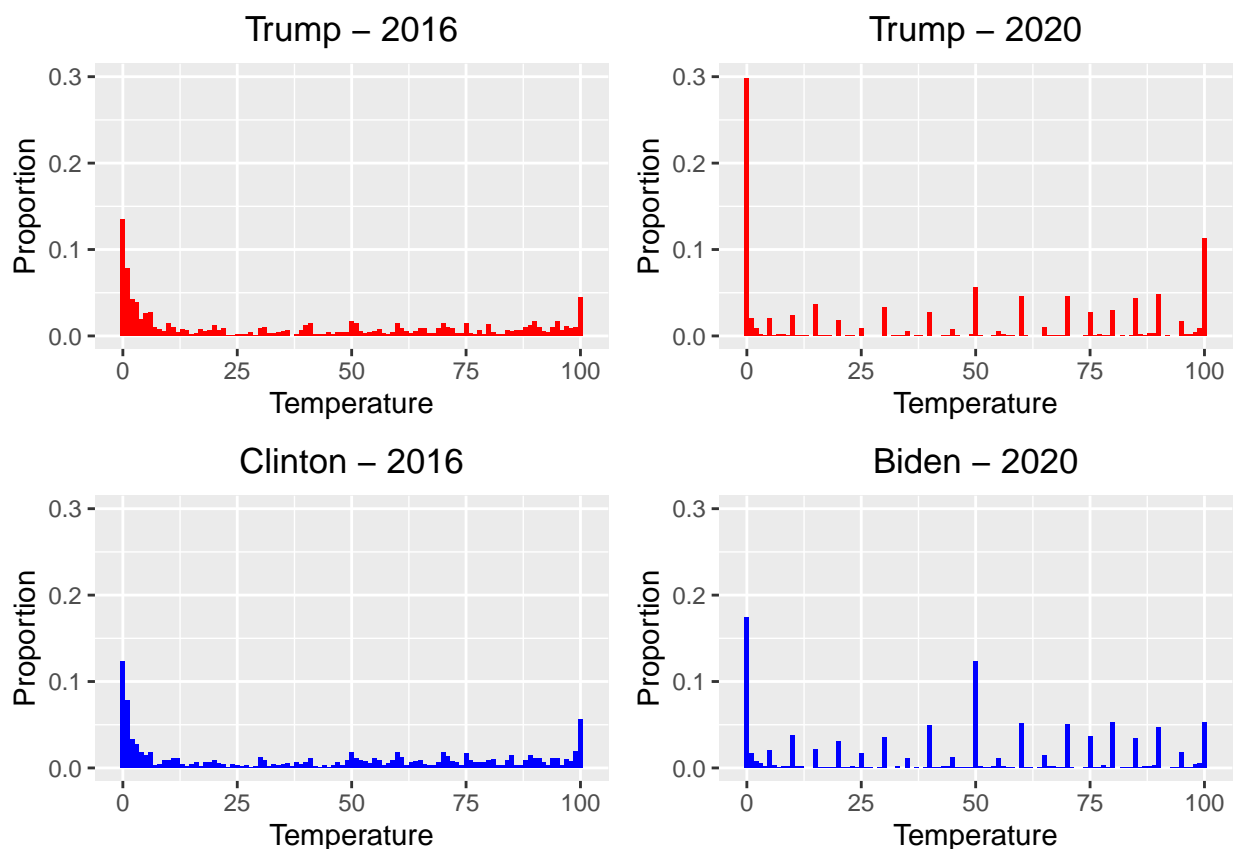 Trump – 2016
0.3
0.2
0.1
0.0
Proportion
0 25 50 75 100
Temperature
Trump – 2020
0.3
0.2
0.1
0.0
Proportion
0 25 50 75 100
Temperature
Clinton – 2016
0.3
0.2
0.1
0.0
Proportion
0 25 50 75 100
Temperature
Biden – 2020
0.3
0.2
0.1
0.0
Proportion
0 25 50 75 100
Temperature